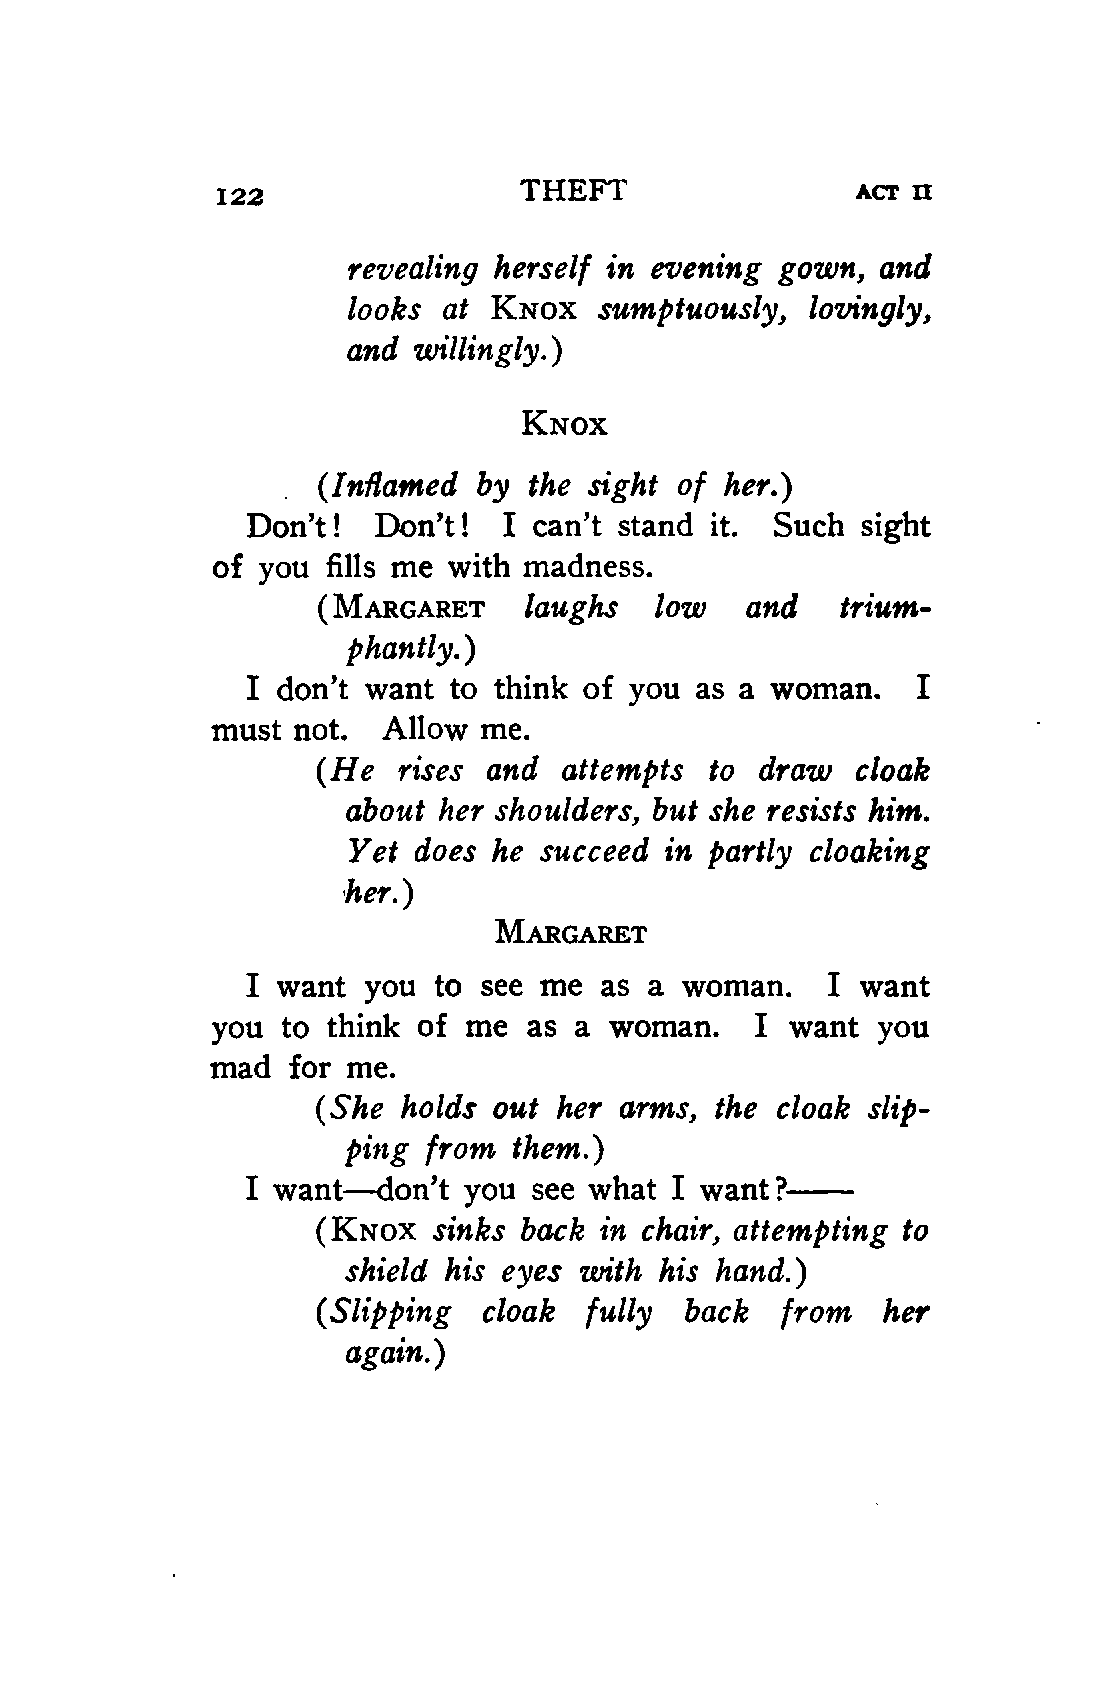 122 THEFT ACT II
revealing herself in evening gown, and
looks at KNOX sumptuously, lovingly,
and willingly.)
KNOX
(Inflamed by the sight of her.)
Don't! Don't! I can't stand it. Such sight
of you fills me with madness.
(MARGARET laughs low and trium-
phantly.)
I don't want to think of you as a woman. I
must not. Allow me.
(He rises and attempts to draw cloak
about her shoulders, but she resists him.
Yet does he succeed in partly cloaking
her.)
MARGARET
I want you to see me as a woman. I want
you to think of me as a woman. I want you
mad for me.
(She holds out her arms, the cloak slip-
ping from them.)
I want—don't you see what I want?——
(KNOX sinks back in chair, attempting to
shield his eyes with his hand.)
(Slipping cloak fully back from her
again.)